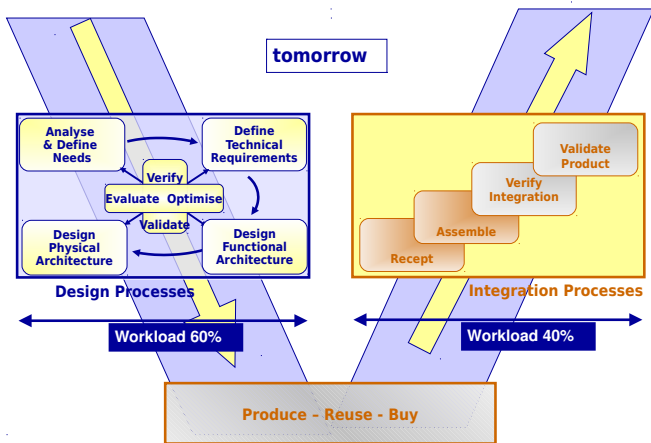 tomorrow
Analyse
& Define
Needs
Define
Technical
Requirements
Verify
Evaluate Optimise
Validate
Design
Physical
Architecture
Design
Functional
Architecture
Design Processes
Workload 60%
Validate
Product
Verify
Integration
Assemble
Recept
Integration Processes
Workload 40%
Produce – Reuse - Buy